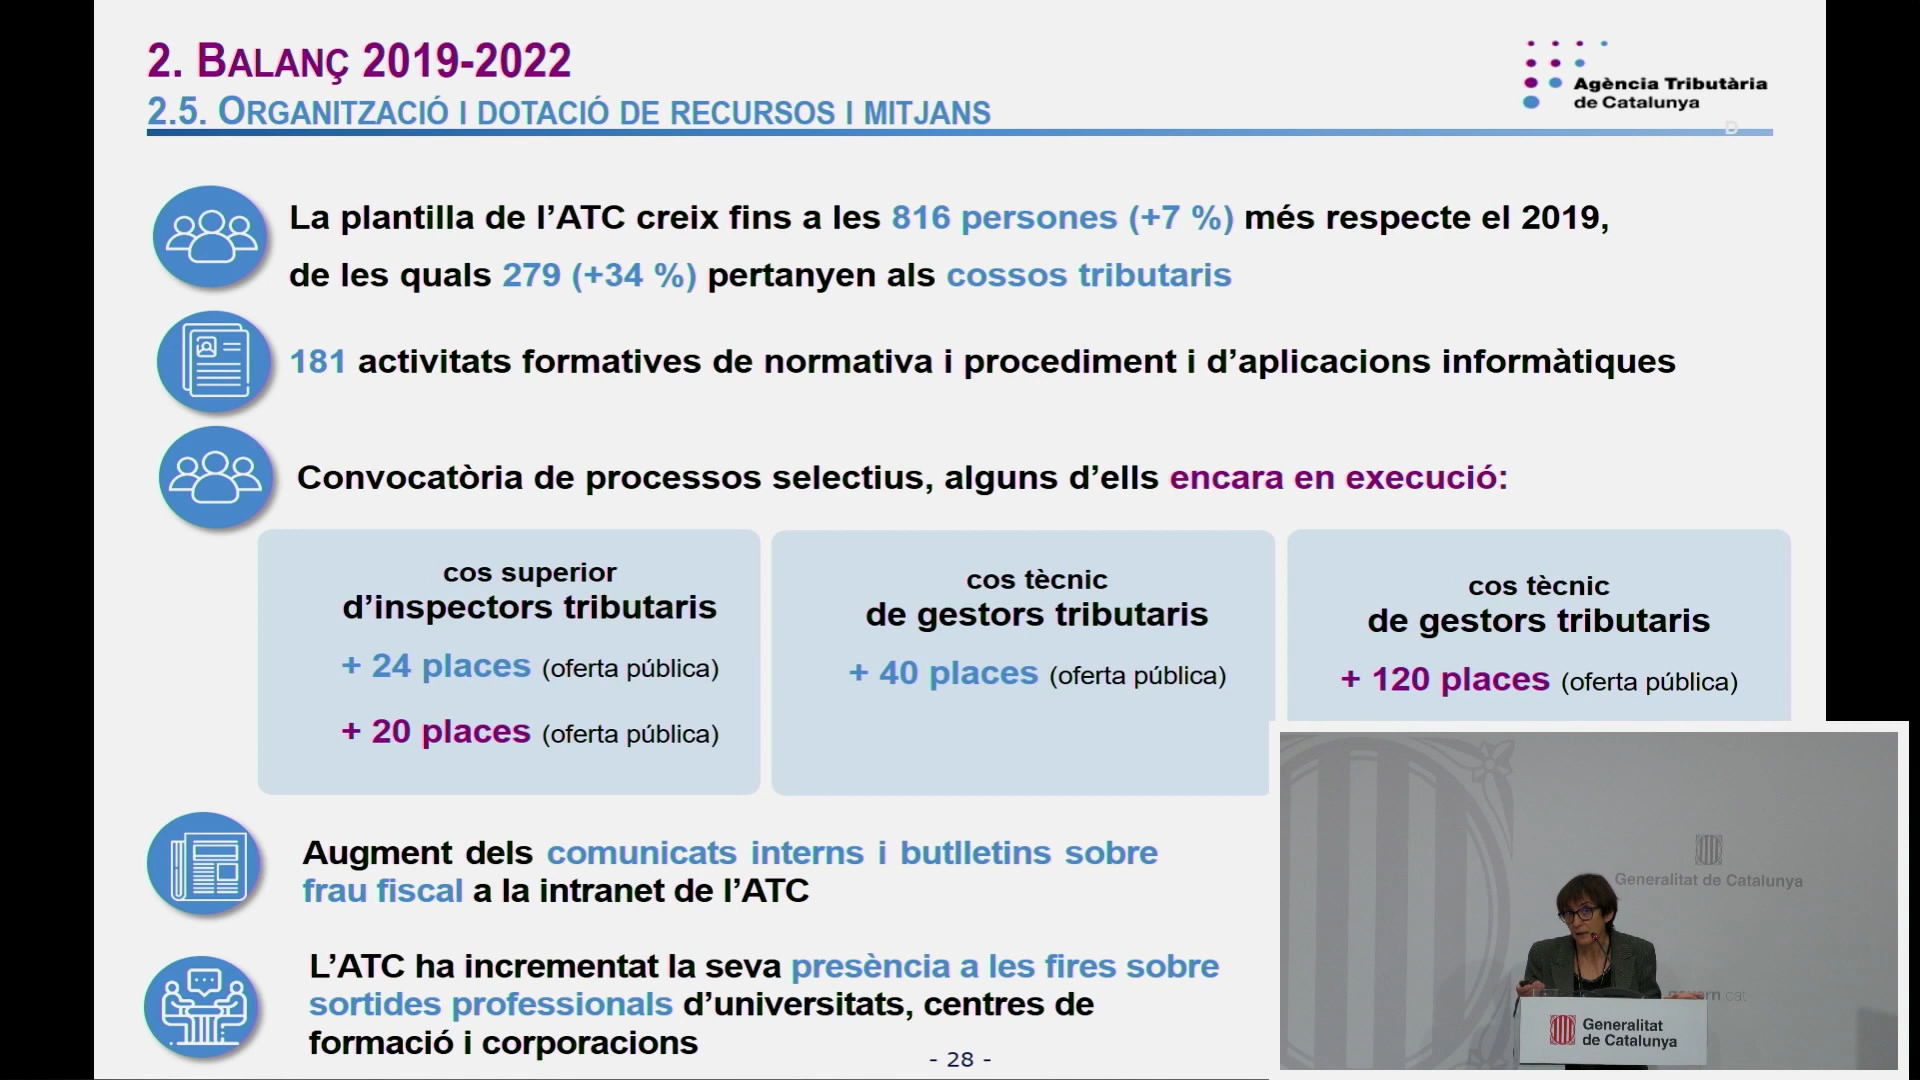 2. BALANÇ 2019-2022
2.5. ORGANITZACIÓ I DOTACIÓ DE RECURSOS I MITJANS
Agència Tributària
de Catalunya
La plantilla de l’ATC creix fins a les 816 persones (+7 %) més respecte el 2019,
de les quals 279 (+34 %) pertanyen als cossos tributaris
181 activitats formatives de normativa i procediment i d’aplicacions informàtiques
Convocatòria de processos selectius, alguns d’ells encara en execució:
cos superior
d’inspectors tributaris
+ 24 places (oferta pública)
+ 20 places (oferta pública)
cos tècnic
de gestors tributaris
+ 40 places (oferta pública)
cos tècnic
de gestors tributaris
+ 120 places (oferta pública)
Augment dels comunicats interns i butlletins sobre
frau fiscal a la intranet de l’ATC
L’ATC ha incrementat la seva presència a les fires sobre
sortides professionals d’universitats, centres de
formació i corporacions
- 28 -
Generalitat de Catalunya
Generalitat
de Catalunya